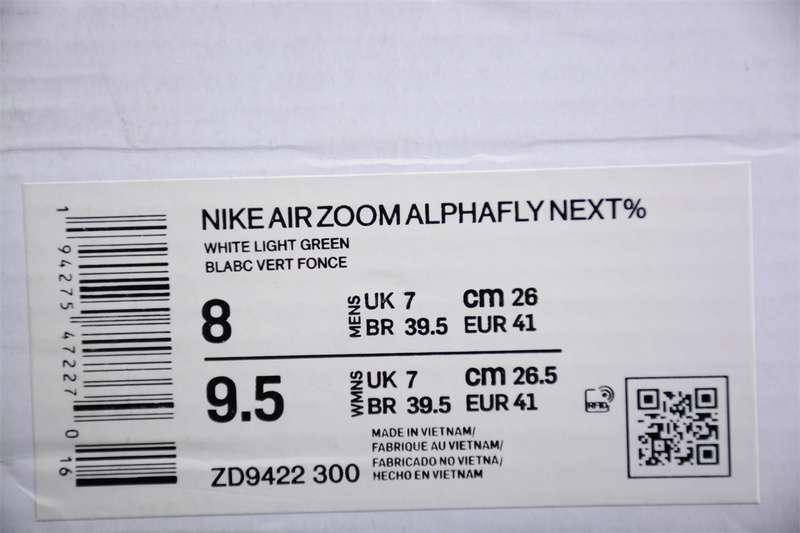 NIKE AIR ZOOM ALPHAFLY NEXT%
WHITE LIGHT GREEN
BLABC VERT FONCE
8
MENS
UK 7
cm 26
BR 39.5
EUR 41
9.5
WMNS
UK 7
cm 26.5
BR 39.5
EUR 41
MADE IN VIETNAM/
FABRIQUE AU VIETNAM/
FABRICADO NO VIETNA/
HECHO EN VIETNAM
ZD9422 300
RFID
1 94275 47227 0 16